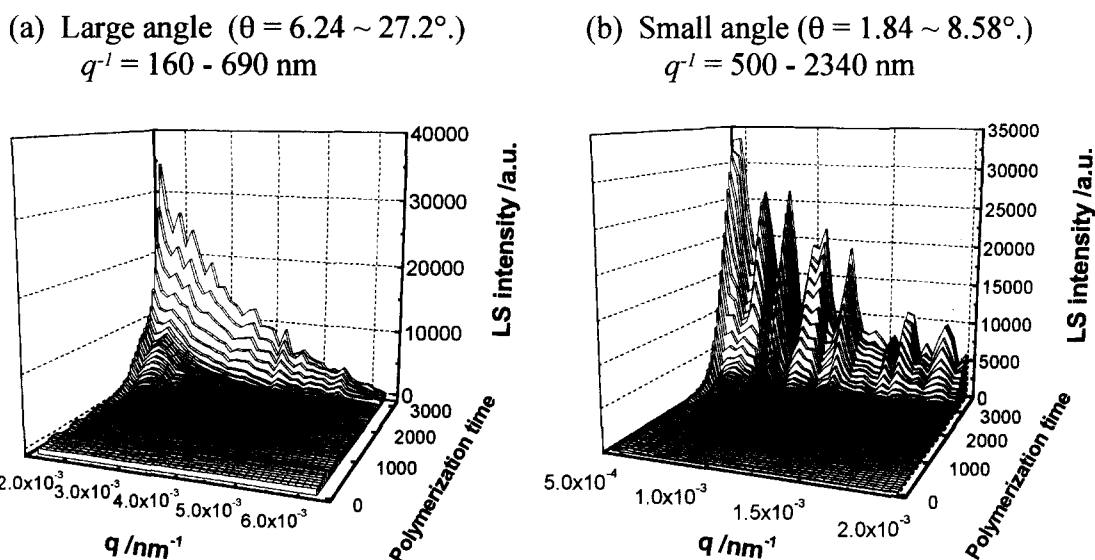 (a) Large angle (θ = 6.24 ~ 27.2°.)
q⁻¹ = 160 - 690 nm
(b) Small angle (θ = 1.84 ~ 8.58°.)
q⁻¹ = 500 - 2340 nm
40000
30000
20000
10000
0
LS intensity /a.u.
3000
2000
1000
0
Polymerization time
2.0x10⁻³
3.0x10⁻³
4.0x10⁻³
5.0x10⁻³
6.0x10⁻³
q /nm⁻¹
35000
30000
25000
20000
15000
10000
5000
0
LS intensity /a.u.
3000
2000
1000
0
Polymerization time
5.0x10⁻⁴
1.0x10⁻³
1.5x10⁻³
2.0x10⁻³
q /nm⁻¹